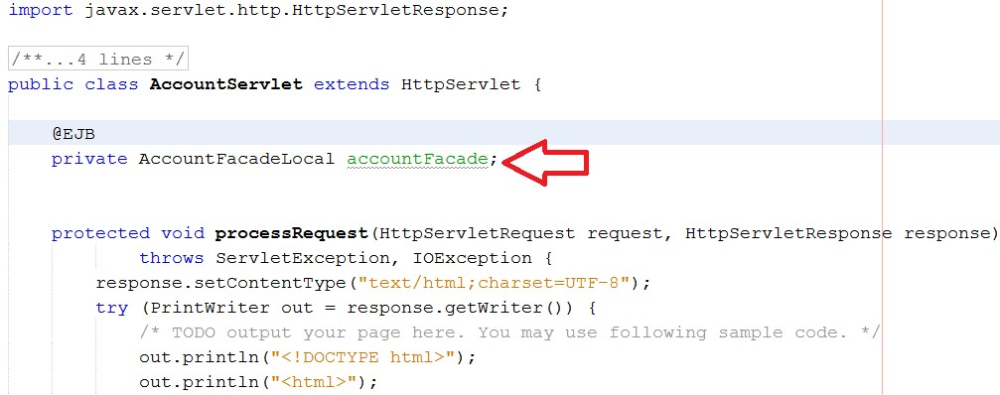 import javax.servlet.http.HttpServletResponse;
/**...4 lines */
public class AccountServlet extends HttpServlet {
@EJB
private AccountFacadeLocal accountFacade;
protected void processRequest(HttpServletRequest request, HttpServletResponse response)
throws ServletException, IOException {
response.setContentType("text/html;charset=UTF-8");
try (PrintWriter out = response.getWriter()) {
/* TODO output your page here. You may use following sample code. */
out.println("<!DOCTYPE html>");
out.println("<html>");